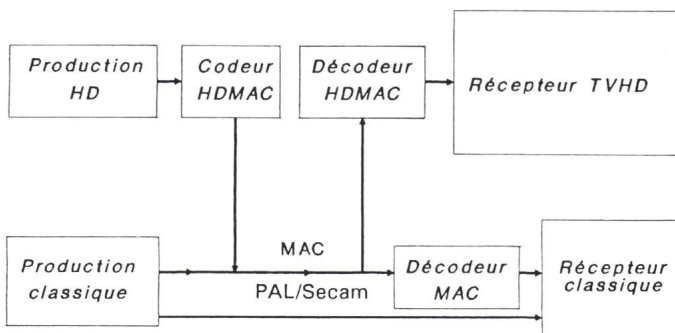 Production
HD
Codeur
HDMAC
Décodeur
HDMAC
Récepteur TVHD
MAC
Production
classique
PAL/Secam
Décodeur
MAC
Récepteur
classique